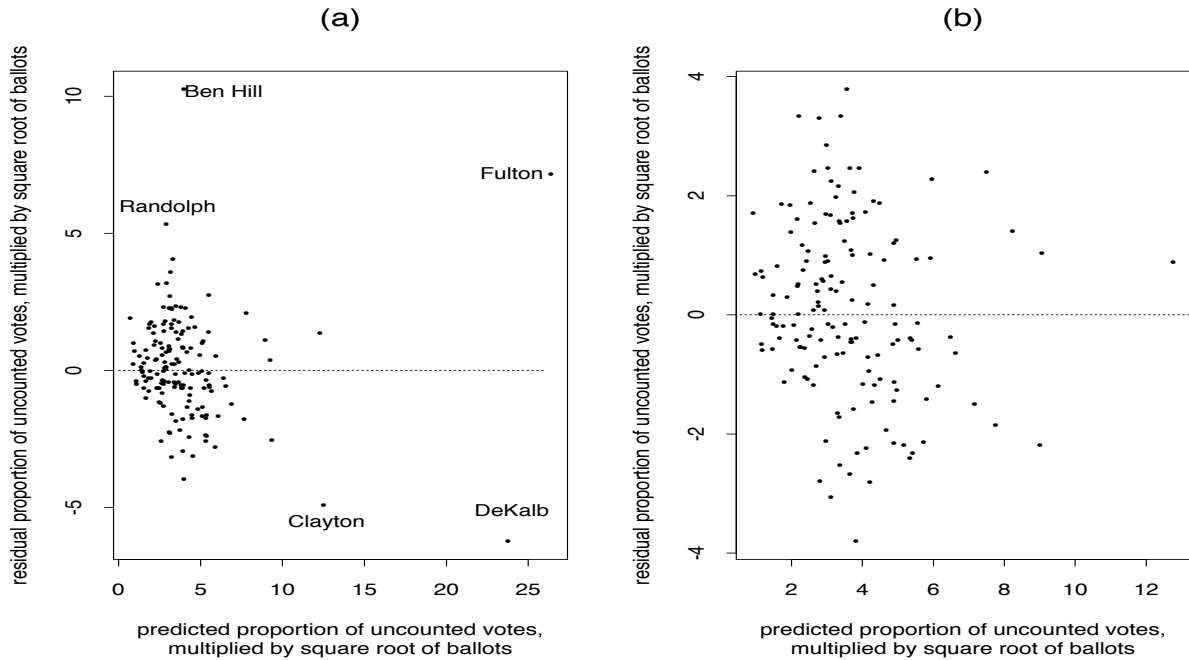 (a)
residual proportion of uncounted votes, multiplied by square root of ballots
10
5
0
-5
Ben Hill
Fulton
Randolph
Clayton
DeKalb
0 5 10 15 20 25
predicted proportion of uncounted votes,
multiplied by square root of ballots
(b)
residual proportion of uncounted votes, multiplied by square root of ballots
4
2
0
-2
-4
2 4 6 8 10 12
predicted proportion of uncounted votes,
multiplied by square root of ballots